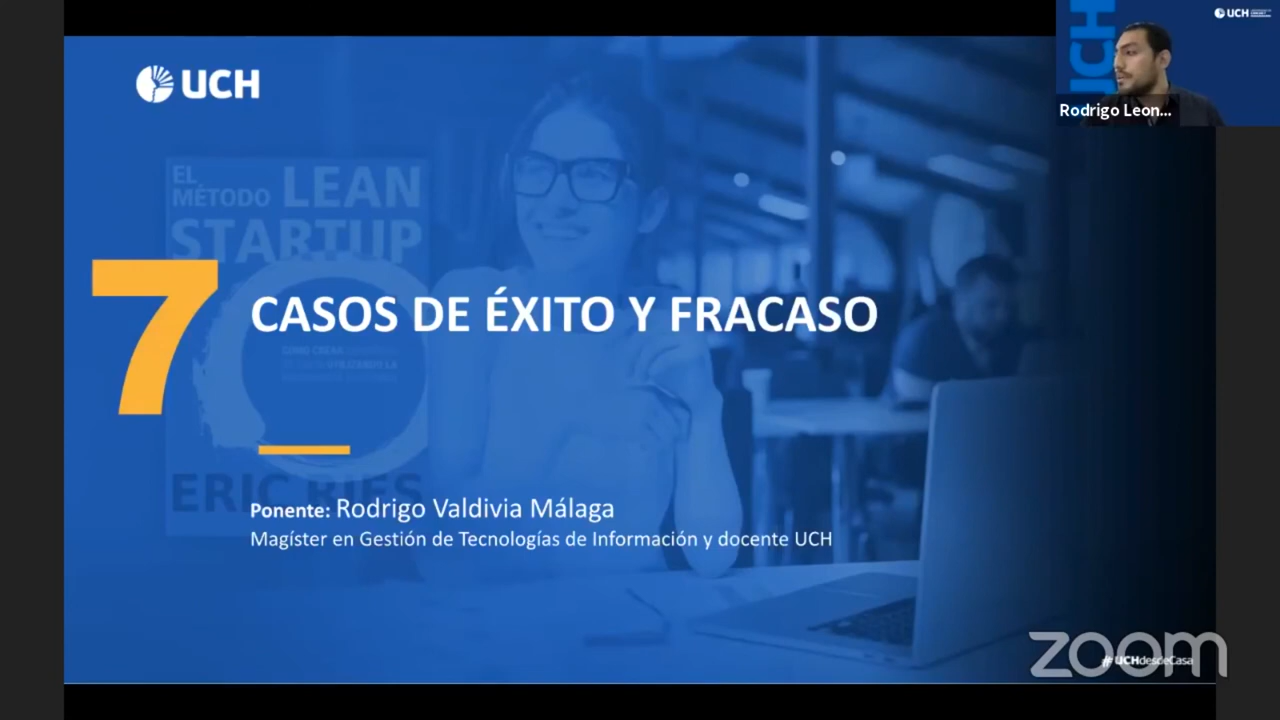 UCH
UCH
UCH
Rodrigo Leon...
EL
MÉTODO LEAN
STARTUP
7
CASOS DE ÉXITO Y FRACASO
ERIC RIES
Ponente: Rodrigo Valdivia Málaga
Magíster en Gestión de Tecnologías de Información y docente UCH
zoom
#UCHdesdeCasa